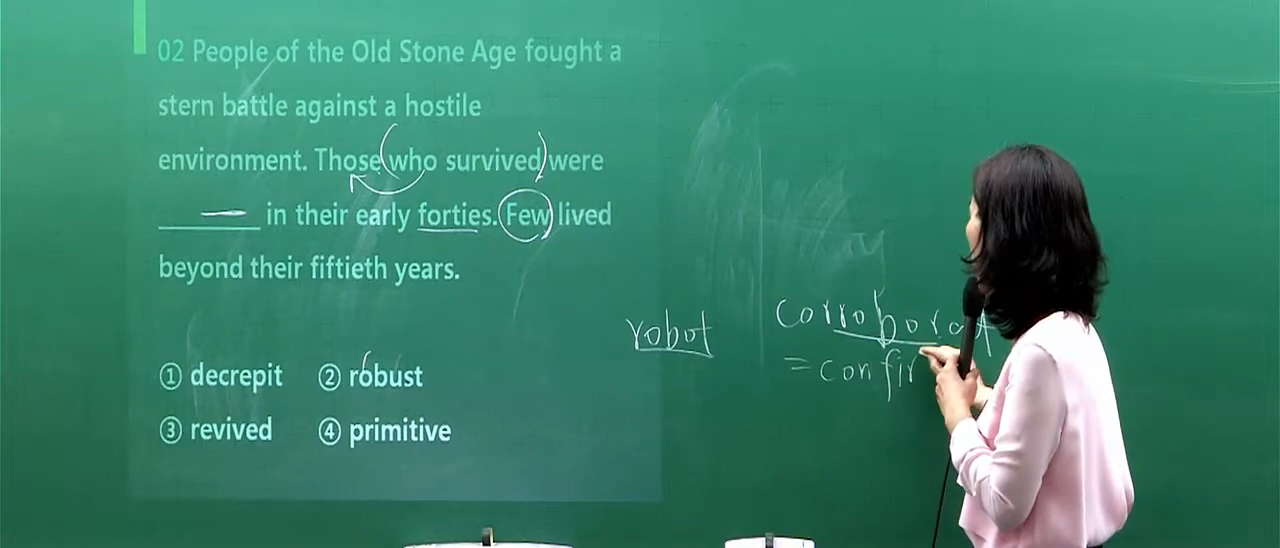 02 People of the Old Stone Age fought a
stern battle against a hostile
environment. Those who survived were
________ in their early forties. Few lived
beyond their fiftieth years.
① decrepit ② robust
③ revived ④ primitive
robot
corroborat
= confir